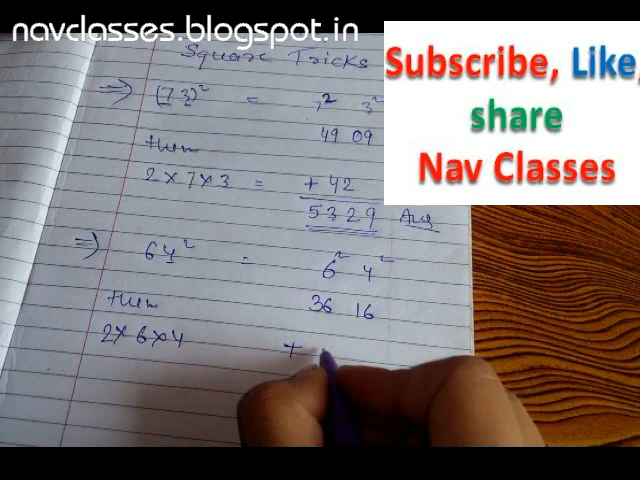 navclasses.blogspot.in
Square Tricks
Subscribe, Like,
share
Nav Classes
⇒ (73)² = 7² 3²
49 09
then
2 × 7 × 3 = + 42
5329 Ans
⇒ 64² = 6² 4²
then 36 16
2 × 6 × 4 +